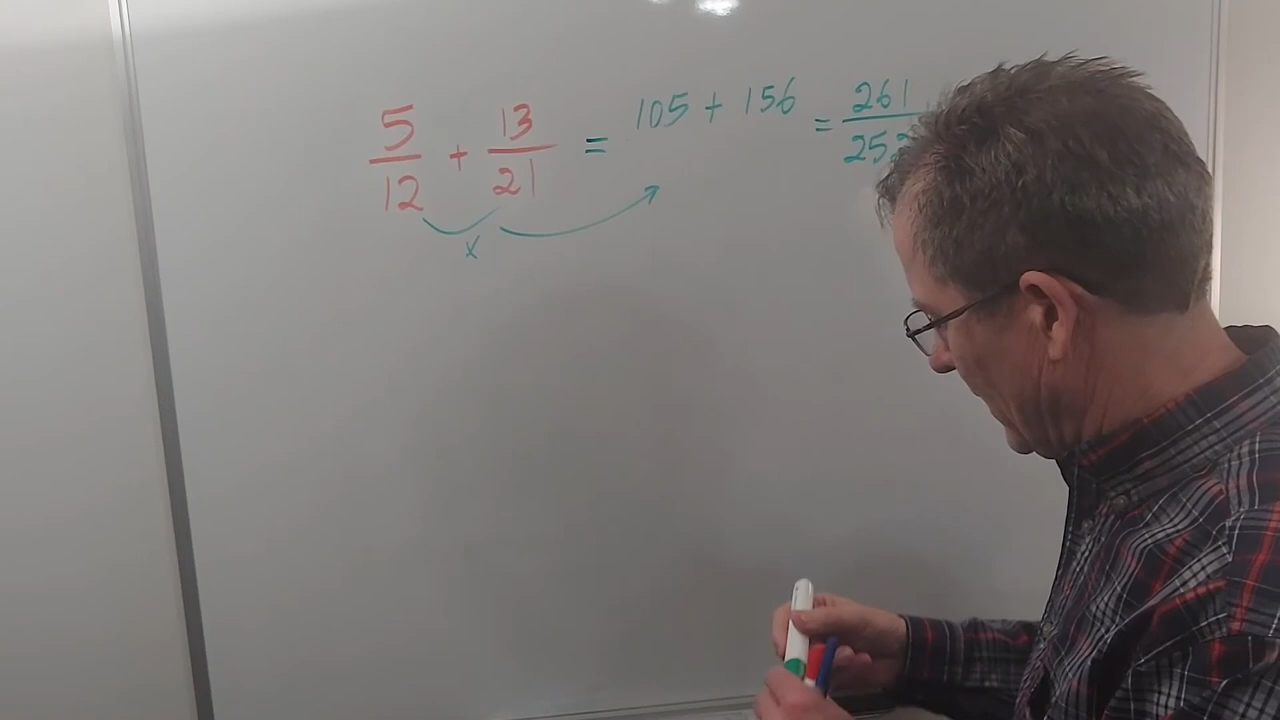 5/12 + 13/21 = 105 + 156 = 261/252
x